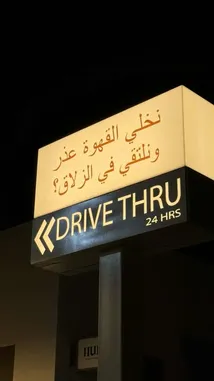 نخلي القهوة عذر
ونلتقي في الزلاق؟
DRIVE THRU
24 HRS